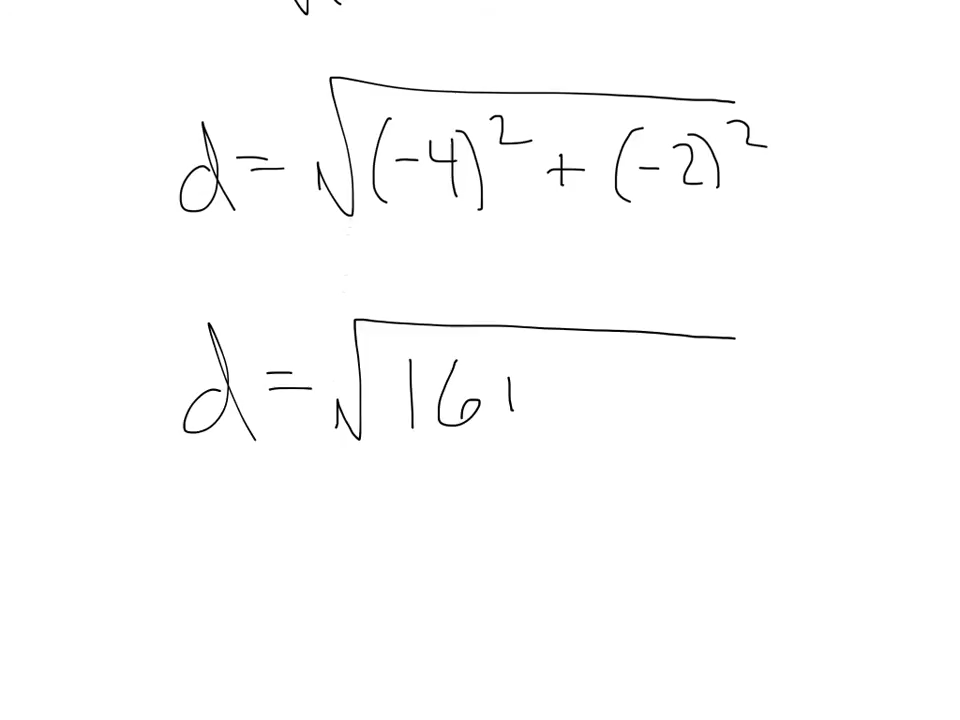 d = √((-4)² + (-2)²)
d = √(16